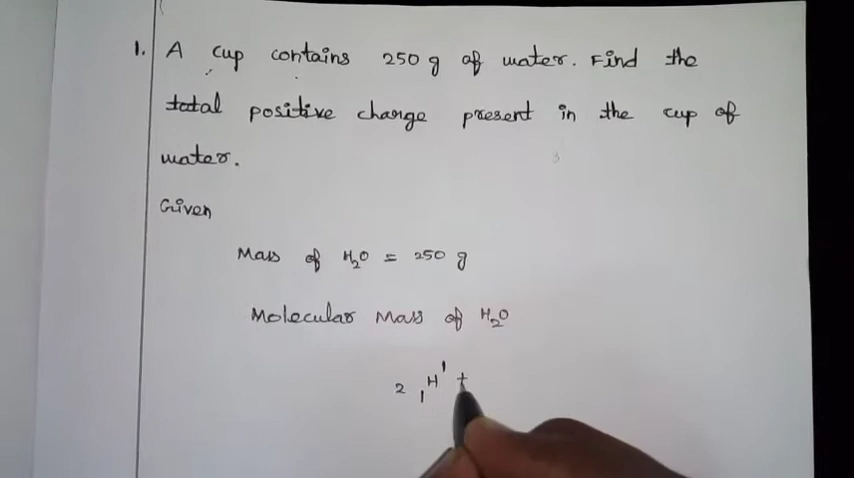 1. A cup contains 250 g of water. Find the
total positive charge present in the cup of
water.
Given
Mass of H₂O = 250 g
Molecular Mass of H₂O
2 ₁H¹ +